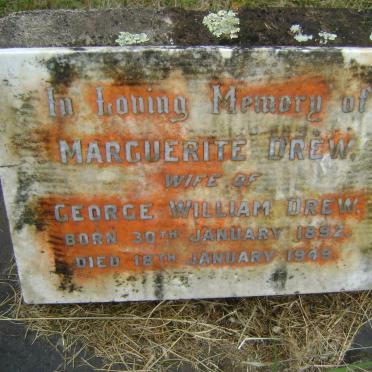 In Loving Memory of
MARGUERITE DREW.
WIFE OF
GEORGE WILLIAM DREW.
BORN 30TH JANUARY 1892.
DIED 18TH JANUARY 1949.